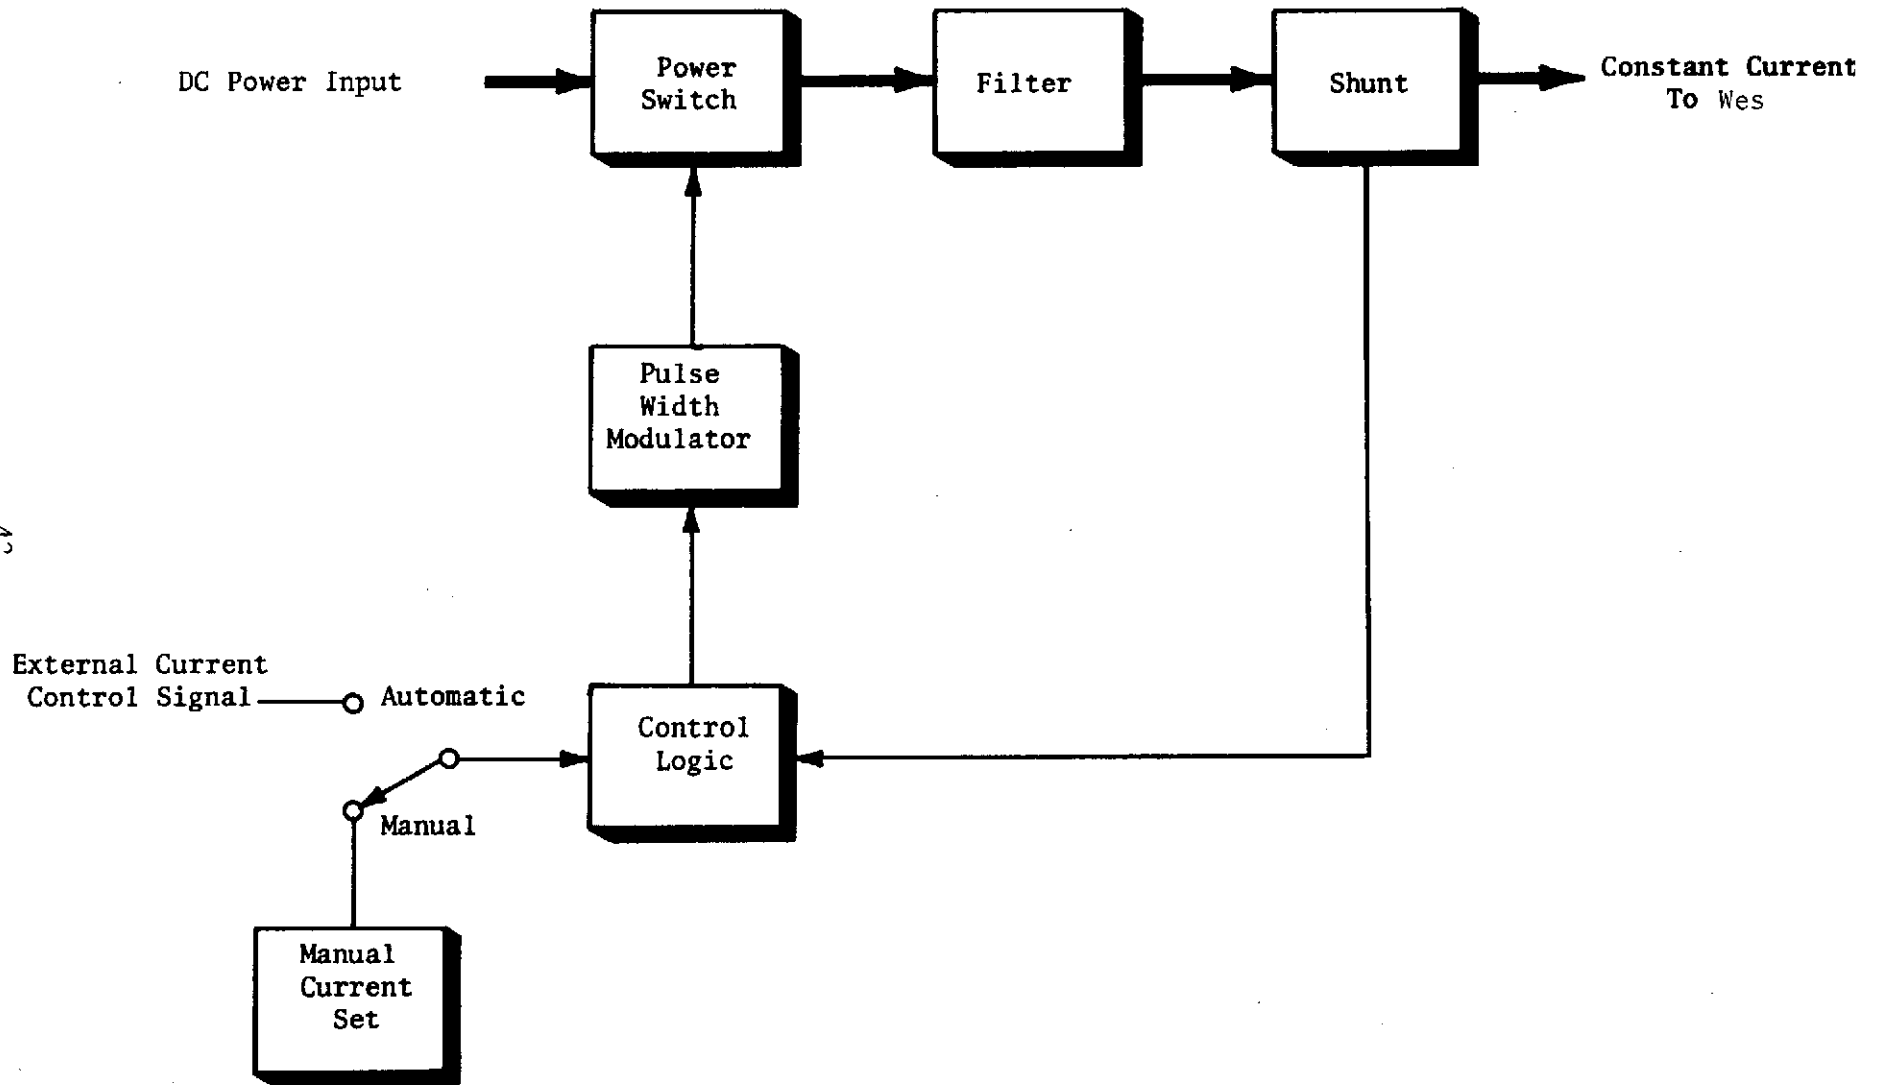 DC Power Input
Power
Switch
Filter
Shunt
Constant Current
To Wes
Pulse
Width
Modulator
External Current
Control Signal
Automatic
Control
Logic
Manual
Manual
Current
Set